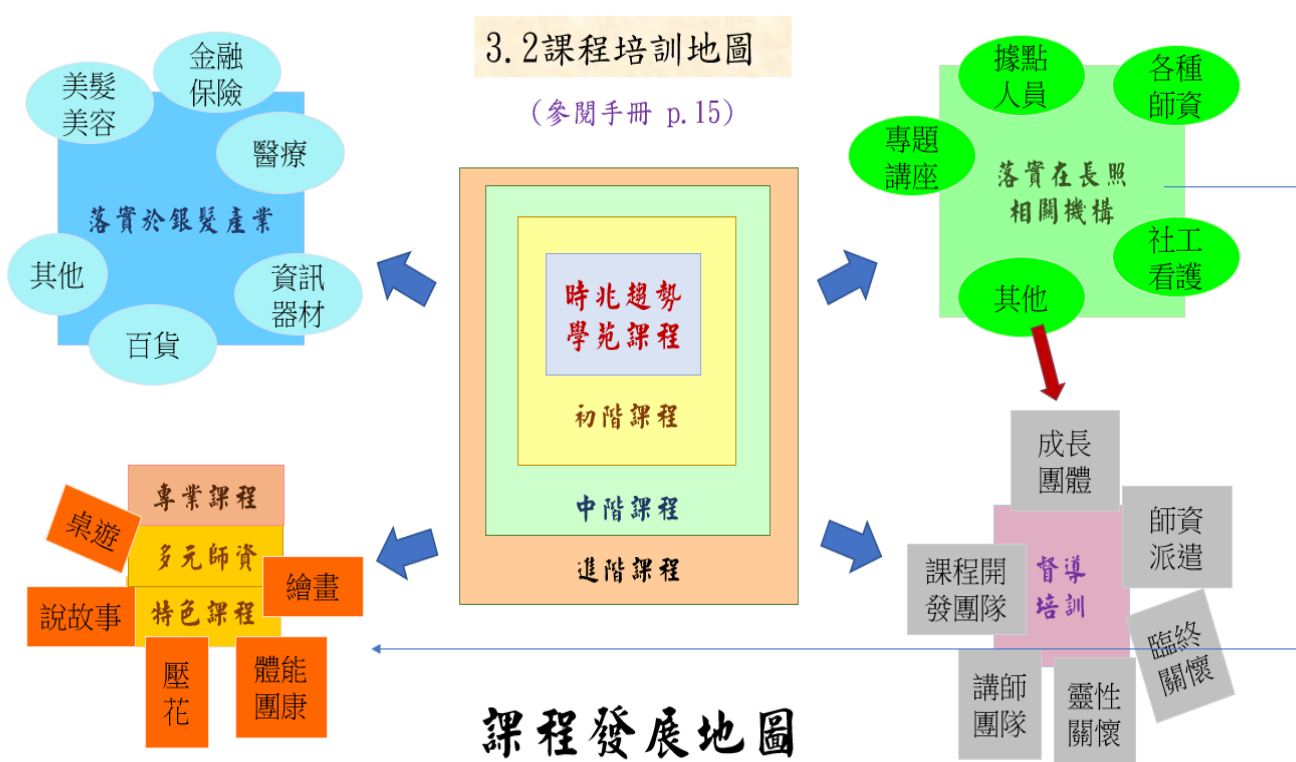 3.2課程培訓地圖
(參閱手冊 p.15)
金融
保險
美髮
美容
醫療
落實於銀髮產業
其他
資訊
器材
百貨
據點
人員
各種
師資
專題
講座
落實在長照
相關機構
社工
看護
其他
時兆趨勢
學苑課程
初階課程
中階課程
進階課程
專業課程
桌遊
多元師資
繪畫
說故事
特色課程
壓
花
體能
團康
成長
團體
師資
派遣
課程開
發團隊
督導
培訓
臨終
關懷
講師
團隊
靈性
關懷
課程發展地圖